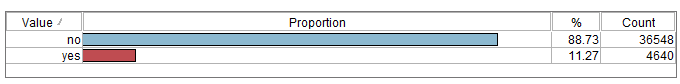 Value Proportion % Count
no 88.73 36548
yes 11.27 4640